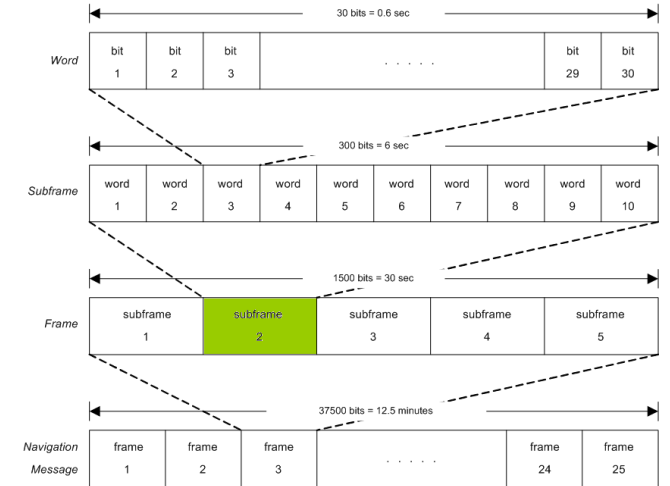 30 bits = 0.6 sec
Word
bit bit bit bit bit
1 2 3 . . . . . 29 30
300 bits = 6 sec
Subframe
word word word word word word word word word word
1 2 3 4 5 6 7 8 9 10
1500 bits = 30 sec
Frame
subframe subframe subframe subframe subframe
1 2 3 4 5
37500 bits = 12.5 minutes
Navigation frame frame frame frame frame
Message 1 2 3 . . . . . 24 25